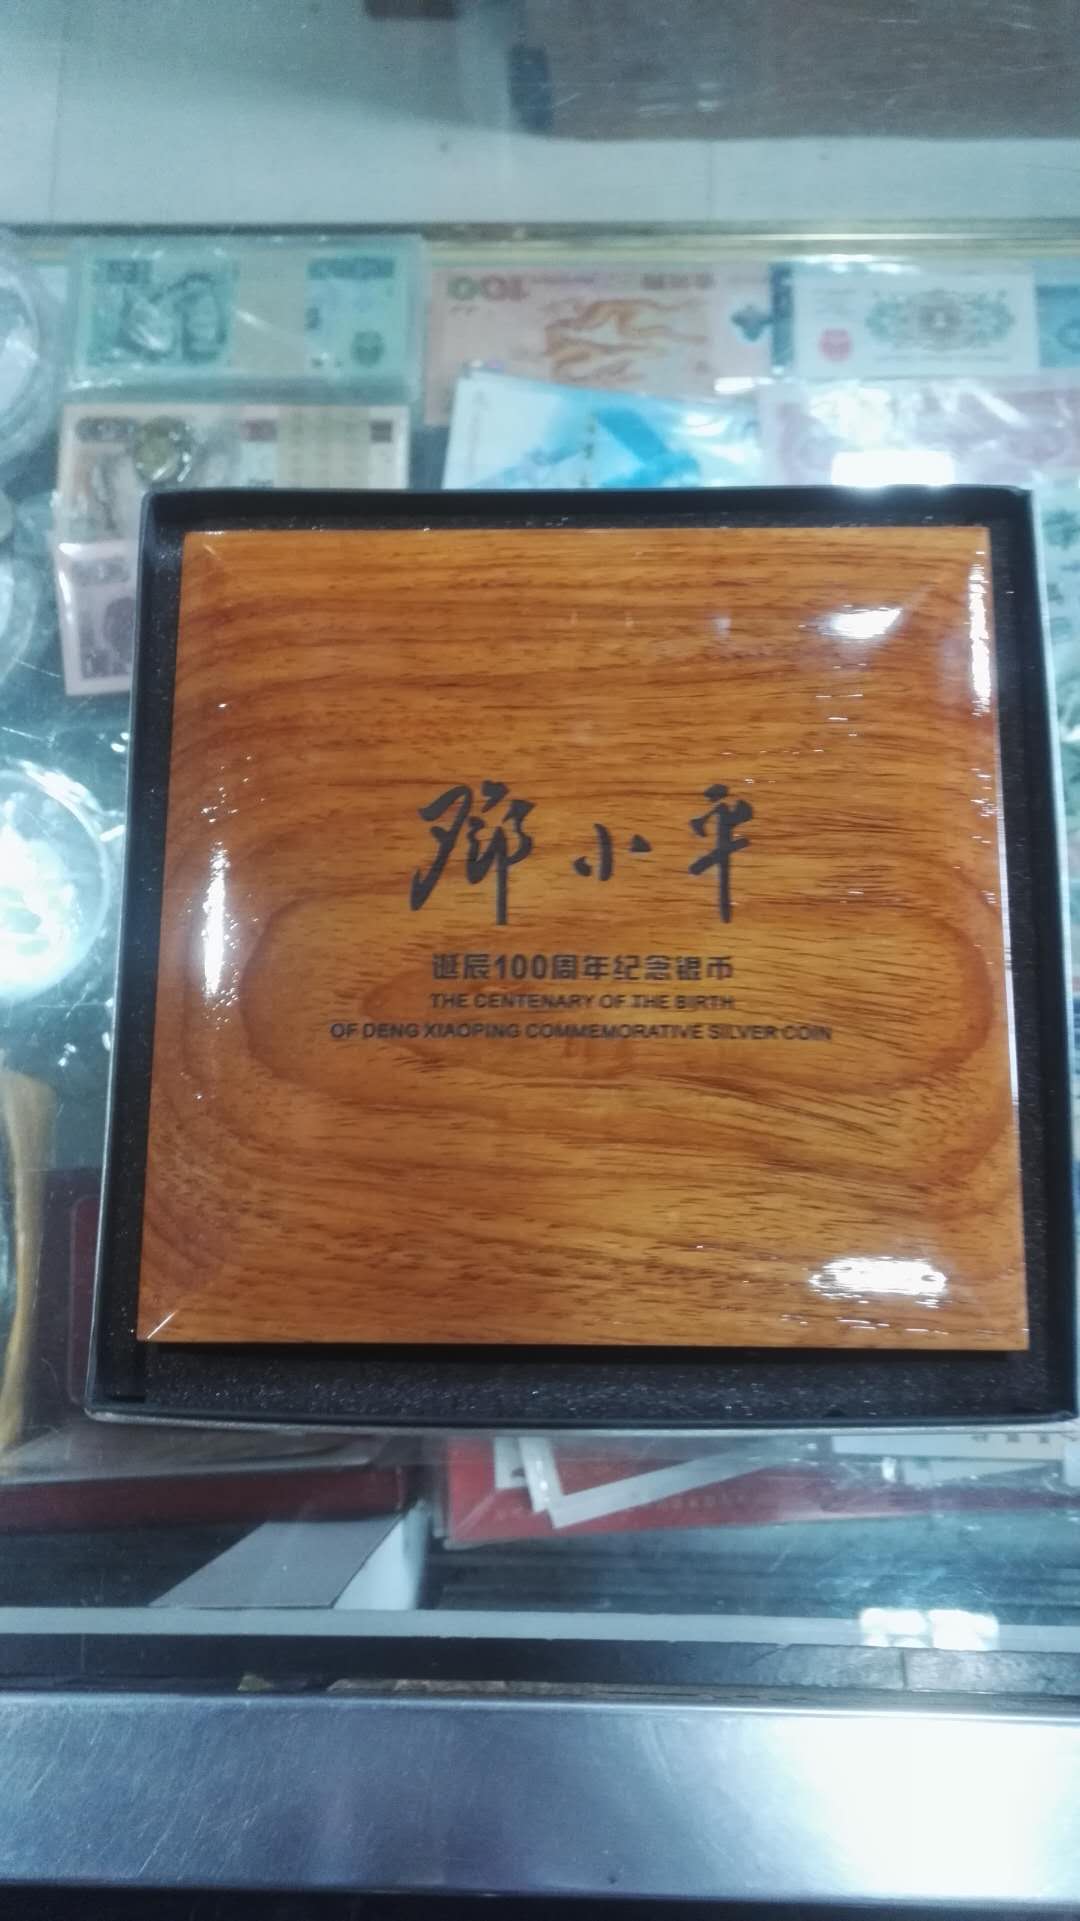 100
邓小平
诞辰100周年纪念银币
THE CENTENARY OF THE BIRTH
OF DENG XIAOPING COMMEMORATIVE SILVER COIN